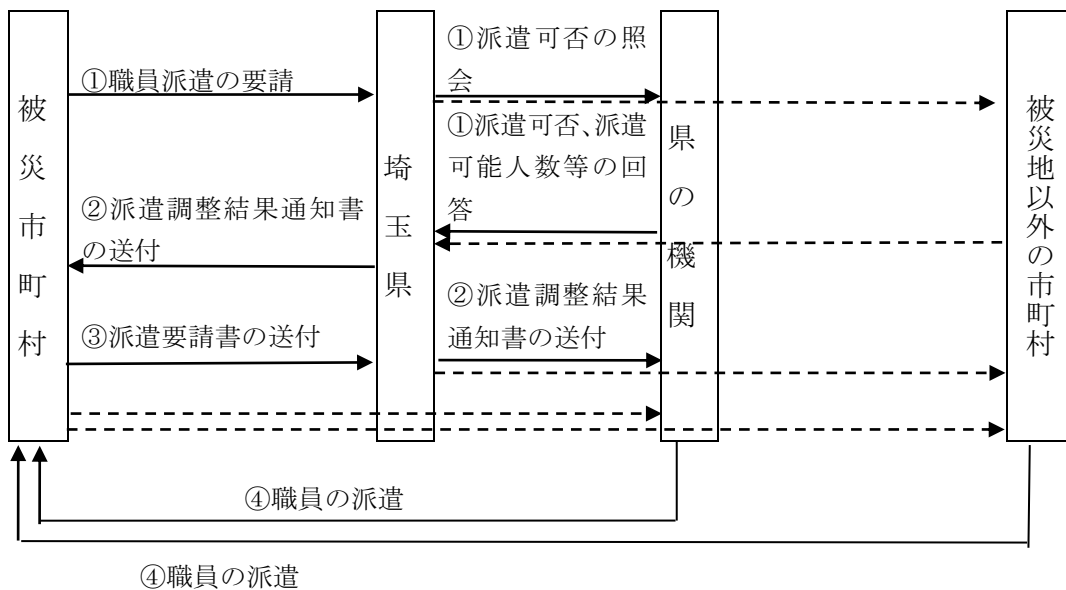 被災市町村
①職員派遣の要請
②派遣調整結果通知書
の送付
③派遣要請書の送付
埼玉県
①派遣可否の照
会
①派遣可否、派遣
可能人数等の回
答
②派遣調整結果
通知書の送付
県の機関
被災地以外の市町村
④職員の派遣
④職員の派遣